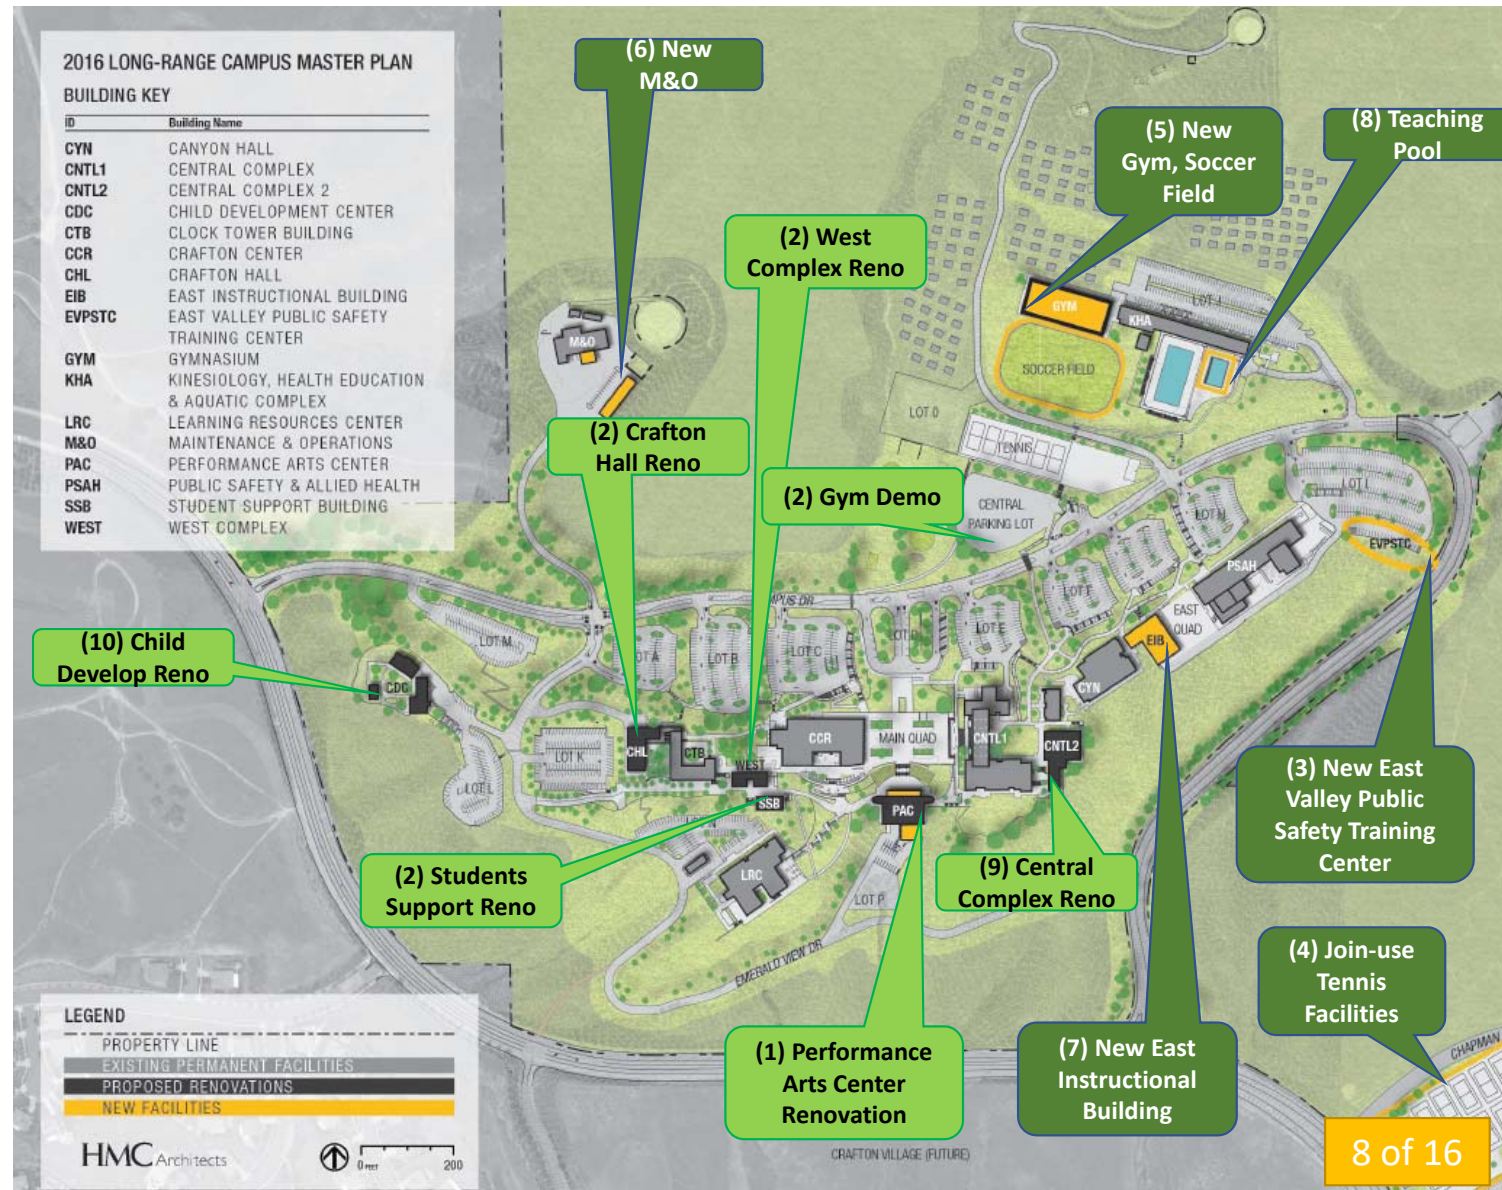 2016 LONG-RANGE CAMPUS MASTER PLAN
BUILDING KEY
ID Building Name
CYN CANYON HALL
CNTL1 CENTRAL COMPLEX
CNTL2 CENTRAL COMPLEX 2
CDC CHILD DEVELOPMENT CENTER
CTB CLOCK TOWER BUILDING
CCR CRAFTON CENTER
CHL CRAFTON HALL
EIB EAST INSTRUCTIONAL BUILDING
EVPSTC EAST VALLEY PUBLIC SAFETY
TRAINING CENTER
GYM GYMNASIUM
KHA KINESIOLOGY, HEALTH EDUCATION
& AQUATIC COMPLEX
LRC LEARNING RESOURCES CENTER
M&O MAINTENANCE & OPERATIONS
PAC PERFORMANCE ARTS CENTER
PSAH PUBLIC SAFETY & ALLIED HEALTH
SSB STUDENT SUPPORT BUILDING
WEST WEST COMPLEX
(6) New
M&O
(5) New
Gym, Soccer
Field
(8) Teaching
Pool
(2) West
Complex Reno
GYM
LOT J
KHA
M&O
SOCCER FIELD
LOT O
(2) Crafton
Hall Reno
TENNIS
(2) Gym Demo
CENTRAL
PARKING LOT
LOT I
LOT H
EVPSTC
PSAH
LOT F
MPUS DR
EAST
QUAD
EIB
(10) Child
Develop Reno
LOT M
OT A
LOT B
LOT C
LOT D
LOT E
CDC
CYN
CHL
CTB
WEST
CCR
MAIN QUAD
CNTL1
CNTL2
LOT K
LOT L
SSB
PAC
LRC
LOT P
(3) New East
Valley Public
Safety Training
Center
(2) Students
Support Reno
(9) Central
Complex Reno
EMERALD VIEW DR
(4) Join-use
Tennis
Facilities
LEGEND
PROPERTY LINE
EXISTING PERMANENT FACILITIES
PROPOSED RENOVATIONS
NEW FACILITIES
(1) Performance
Arts Center
Renovation
(7) New East
Instructional
Building
CHAPMAN
HMC Architects
0 FEET 200
CRAFTON VILLAGE (FUTURE)
8 of 16